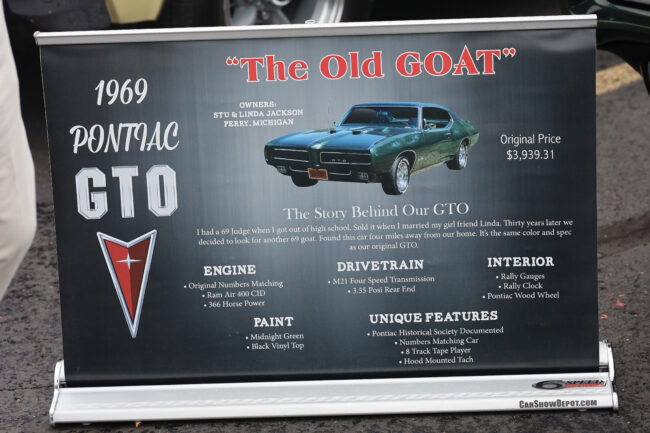 “The Old GOAT”
1969
PONTIAC
GTO
OWNERS:
STU & LINDA JACKSON
PERRY, MICHIGAN
GTO
Original Price
$3,939.31
The Story Behind Our GTO
I had a 69 Judge when I got out of high school. Sold it when I married my girl friend Linda. Thirty years later we
decided to look for another 69 goat. Found this car four miles away from our home. It's the same color and spec
as our original GTO.
ENGINE
• Original Numbers Matching
• Ram Air 400 CID
• 366 Horse Power
DRIVETRAIN
• M21 Four Speed Transmission
• 3.55 Posi Rear End
INTERIOR
• Rally Gauges
• Rally Clock
• Pontiac Wood Wheel
PAINT
• Midnight Green
• Black Vinyl Top
UNIQUE FEATURES
• Pontiac Historical Society Documented
• Numbers Matching Car
• 8 Track Tape Player
• Hood Mounted Tach
6 SPEED
CARSHOWDEPOT.COM